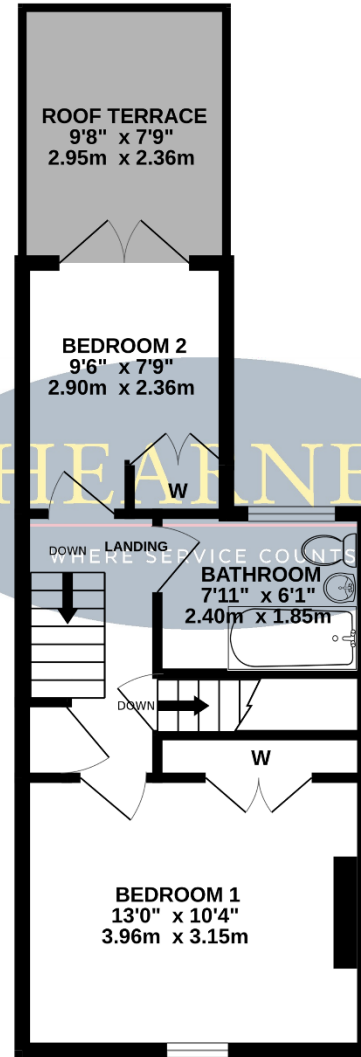 ROOF TERRACE
9'8" x 7'9"
2.95m x 2.36m
BEDROOM 2
9'6" x 7'9"
2.90m x 2.36m
HEARNE
W
DOWN
LANDING
WHERE SERVICE COUNTS
BATHROOM
7'11" x 6'1"
2.40m x 1.85m
DOWN
W
BEDROOM 1
13'0" x 10'4"
3.96m x 3.15m